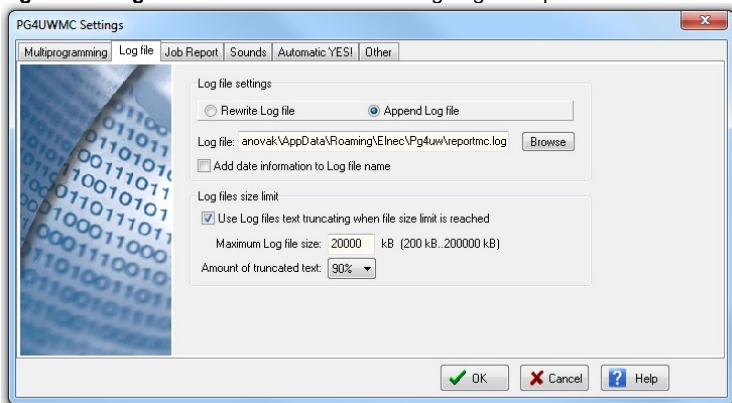 PG4UWMC Settings
Multiprogramming Log file Job Report Sounds Automatic YES! Other
Log file settings
Rewrite Log file Append Log file
Log file: anovak\AppData\Roaming\Elnec\Pg4uw\reportmc.log Browse
Add date information to Log file name
Log files size limit
Use Log files text truncating when file size limit is reached
Maximum Log file size: 20000 kB (200 kB..200000 kB)
Amount of truncated text: 90%
OK Cancel Help